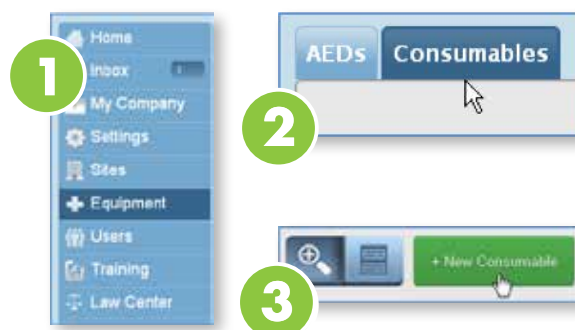 1
Home
Inbox
My Company
Settings
Sites
Equipment
Users
Training
Law Center
2
AEDs Consumables
3
+ New Consumable